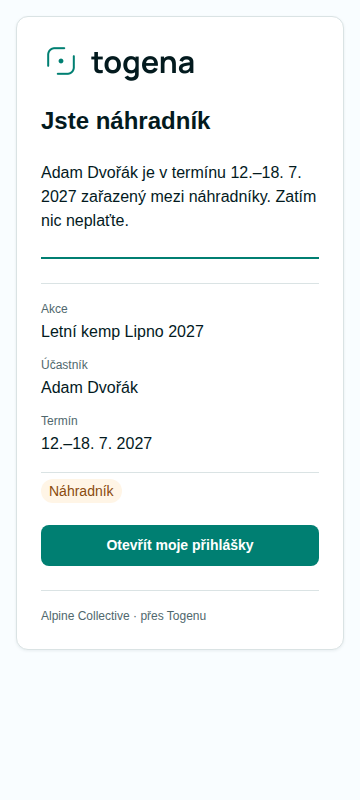 togena
Jste náhradník
Adam Dvořák je v termínu 12.–18. 7.
2027 zařazený mezi náhradníky. Zatím
nic neplaťte.
Akce
Letní kemp Lipno 2027
Účastník
Adam Dvořák
Termín
12.–18. 7. 2027
Náhradník
Otevřít moje přihlášky
Alpine Collective · přes Togenu